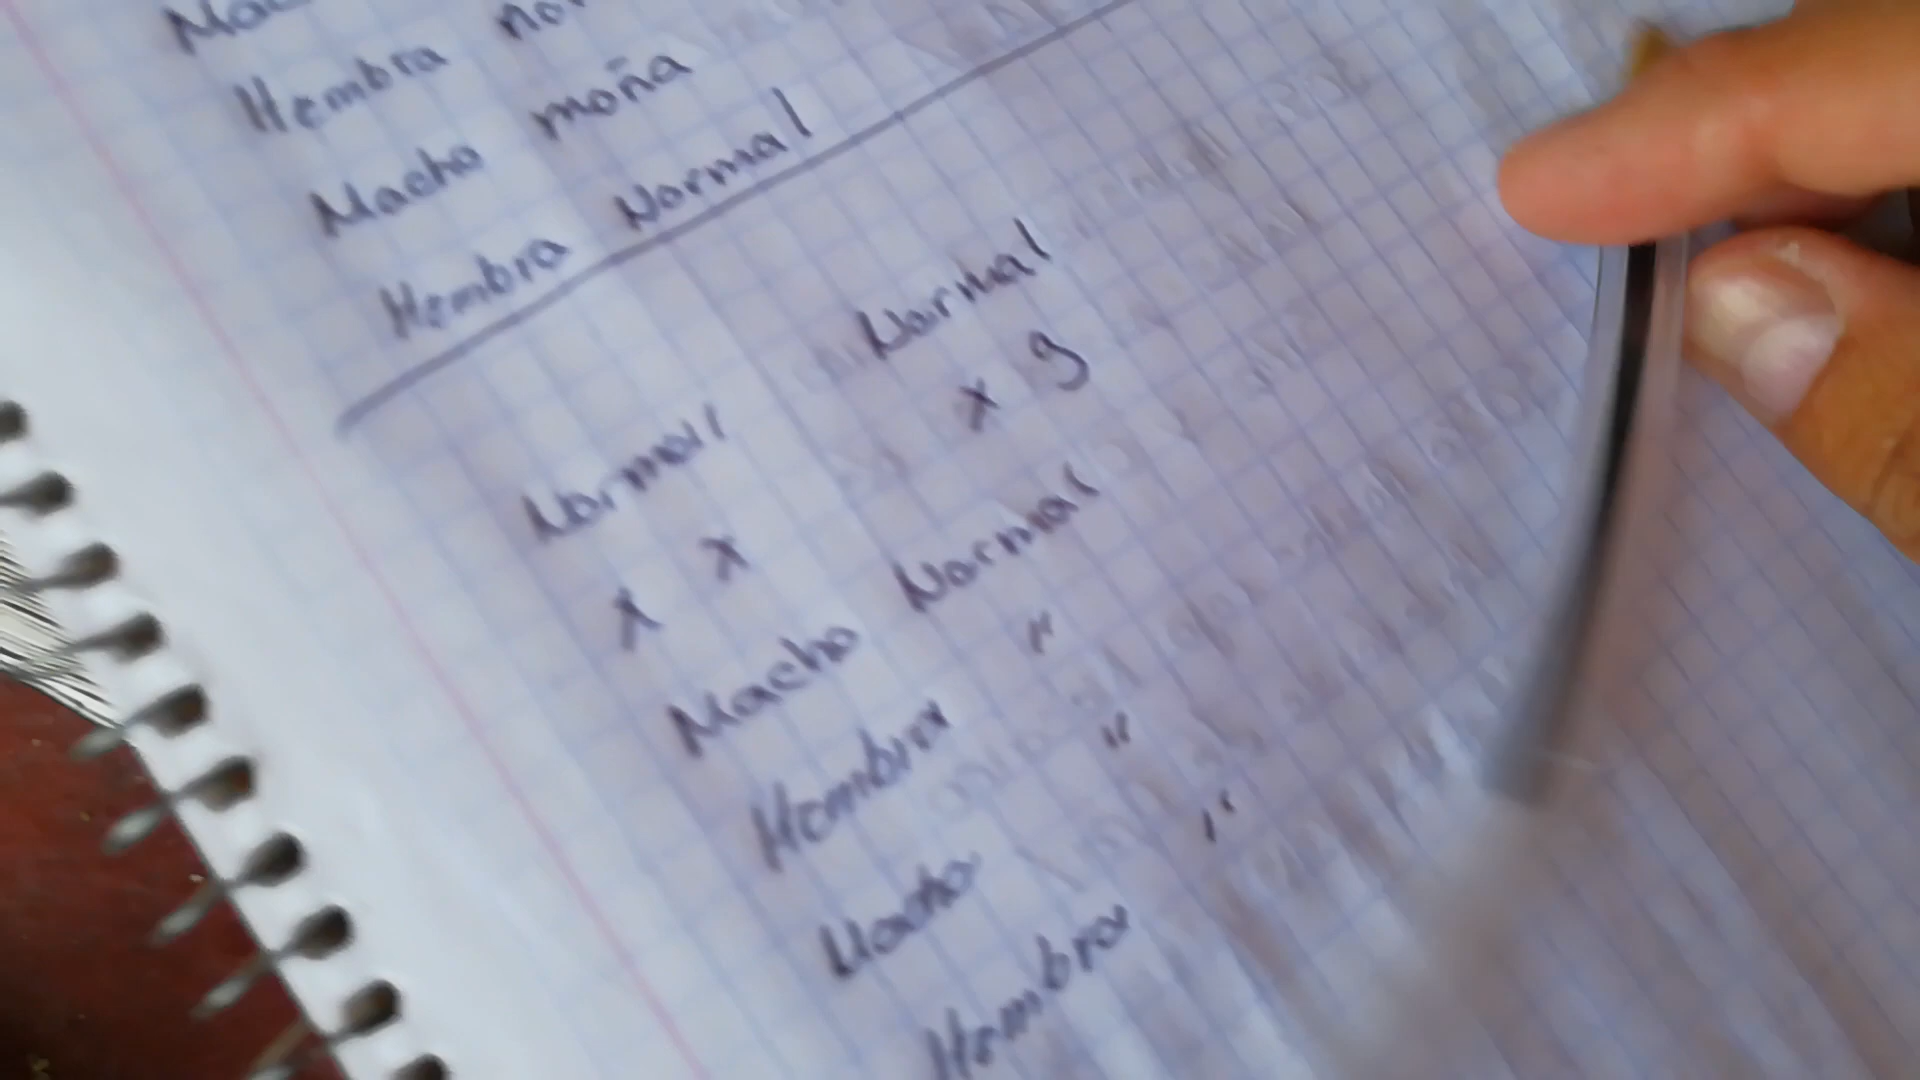 Hembra
Macho moña
Hembra Normal
Normal Normal
x x x y
Macho Normal
Hembra "
Macho "
Hembra "